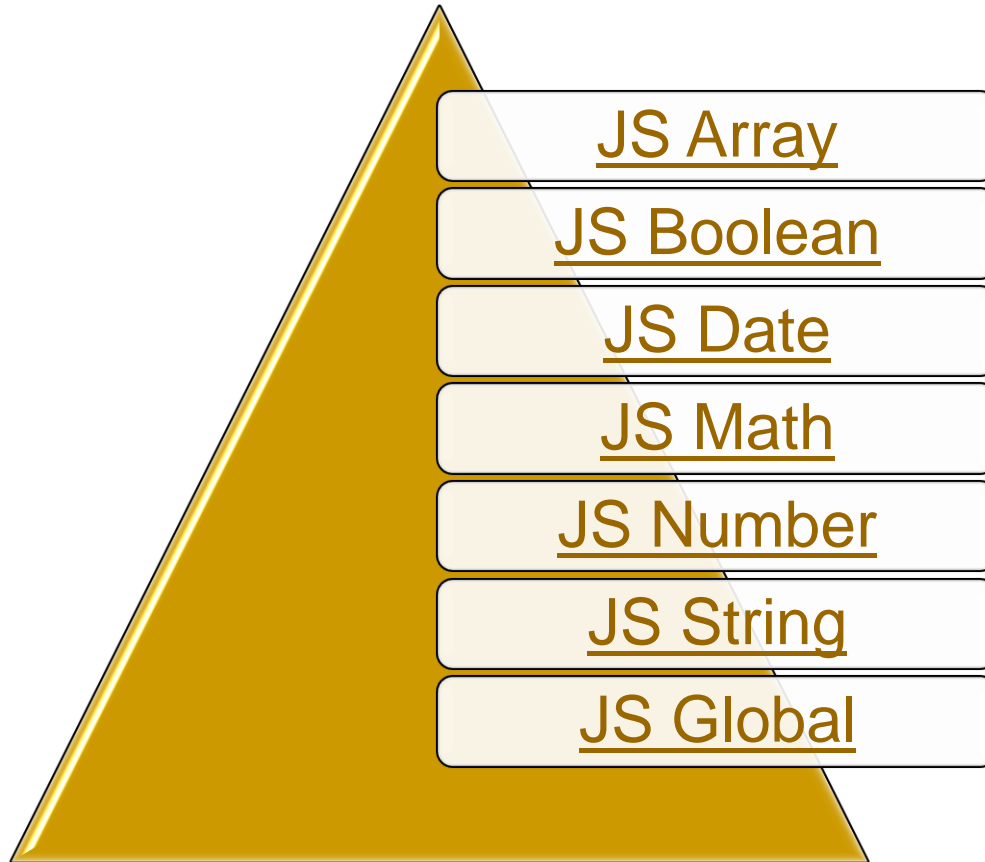 JS Array
JS Boolean
JS Date
JS Math
JS Number
JS String
JS Global